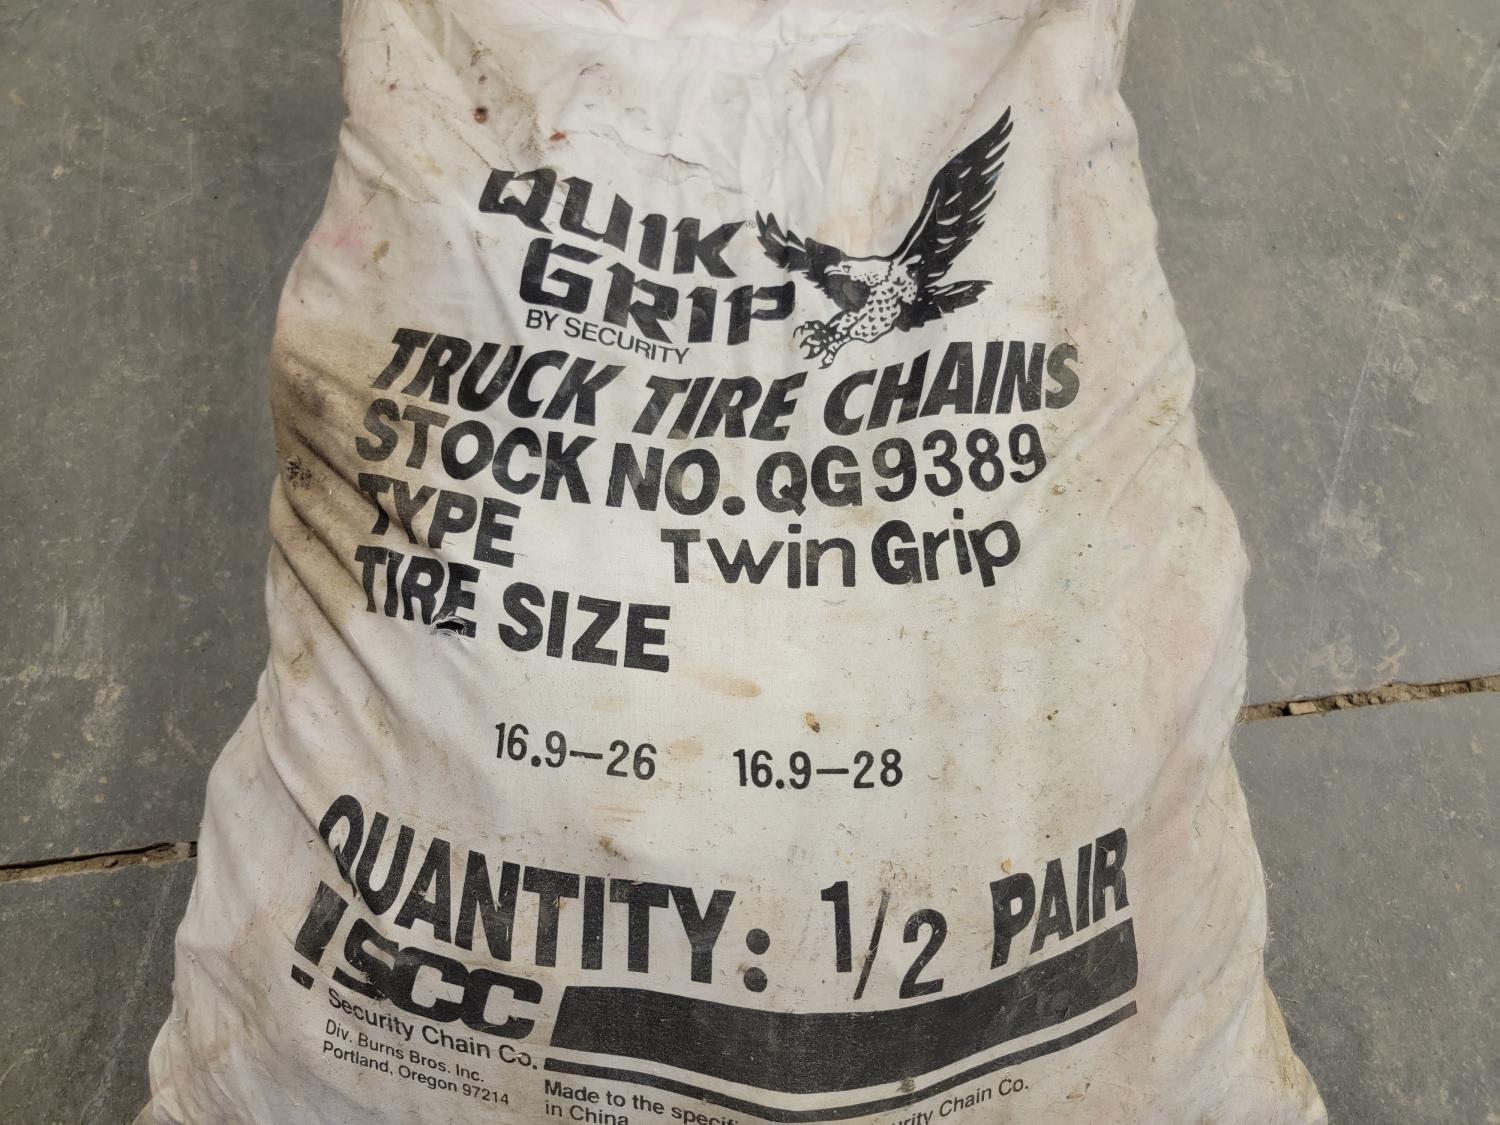 QUIK®
GRIP
BY SECURITY
TRUCK TIRE CHAINS
STOCK NO. QG9389
TYPE Twin Grip
TIRE SIZE
16.9-26 16.9-28
QUANTITY: 1/2 PAIR
SCC
Security Chain Co.
Div. Burns Bros. Inc.
Portland, Oregon 97214
Made to the Chain Co.
in China